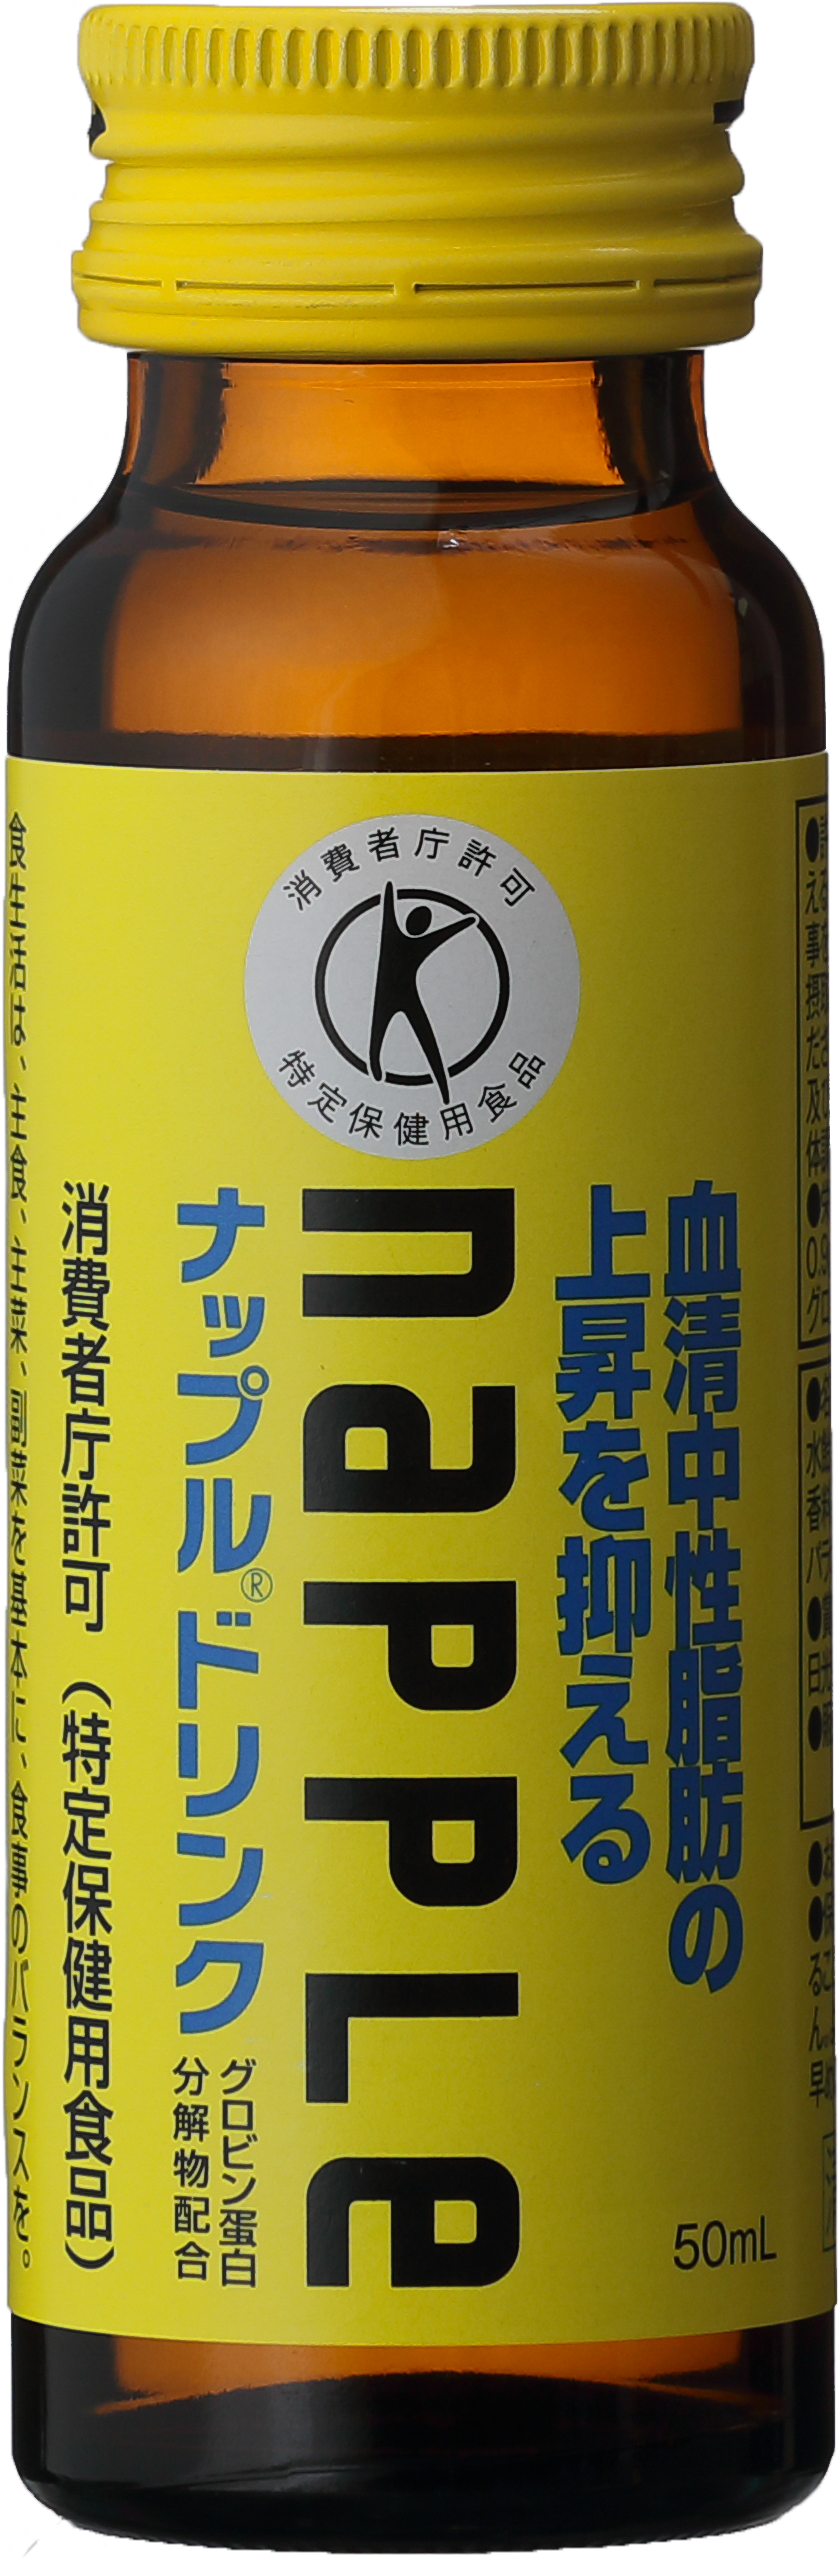 消費者庁許可
特定保健用食品
血清中性脂肪の
上昇を抑える
napple
ナップル®ドリンク
グロビン蛋白
分解物配合
消費者庁許可（特定保健用食品）
食生活は、主食、主菜、副菜を基本に、食事のバランスを。
50mL